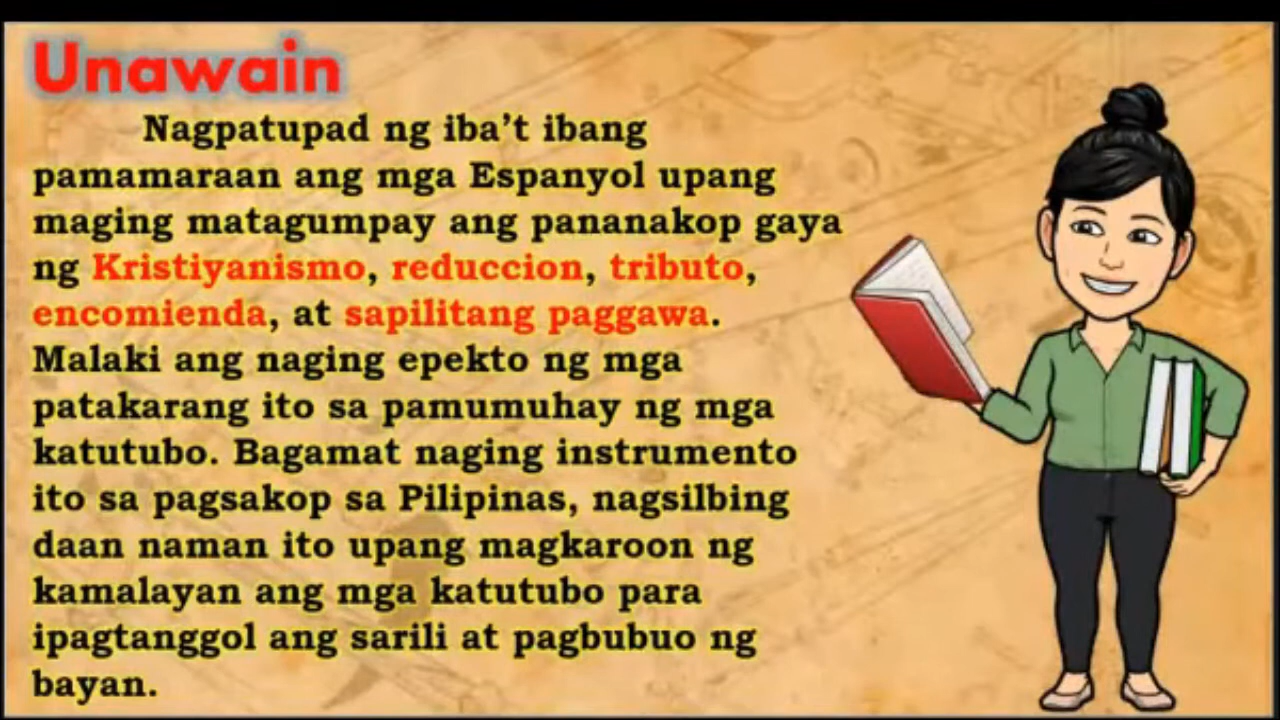 Unawain
Nagpatupad ng iba't ibang
pamamaraan ang mga Espanyol upang
maging matagumpay ang pananakop gaya
ng Kristiyanismo, reduccion, tributo,
encomienda, at sapilitang paggawa.
Malaki ang naging epekto ng mga
patakarang ito sa pamumuhay ng mga
katutubo. Bagamat naging instrumento
ito sa pagsakop sa Pilipinas, nagsilbing
daan naman ito upang magkaroon ng
kamalayan ang mga katutubo para
ipagtanggol ang sarili at pagbubuo ng
bayan.